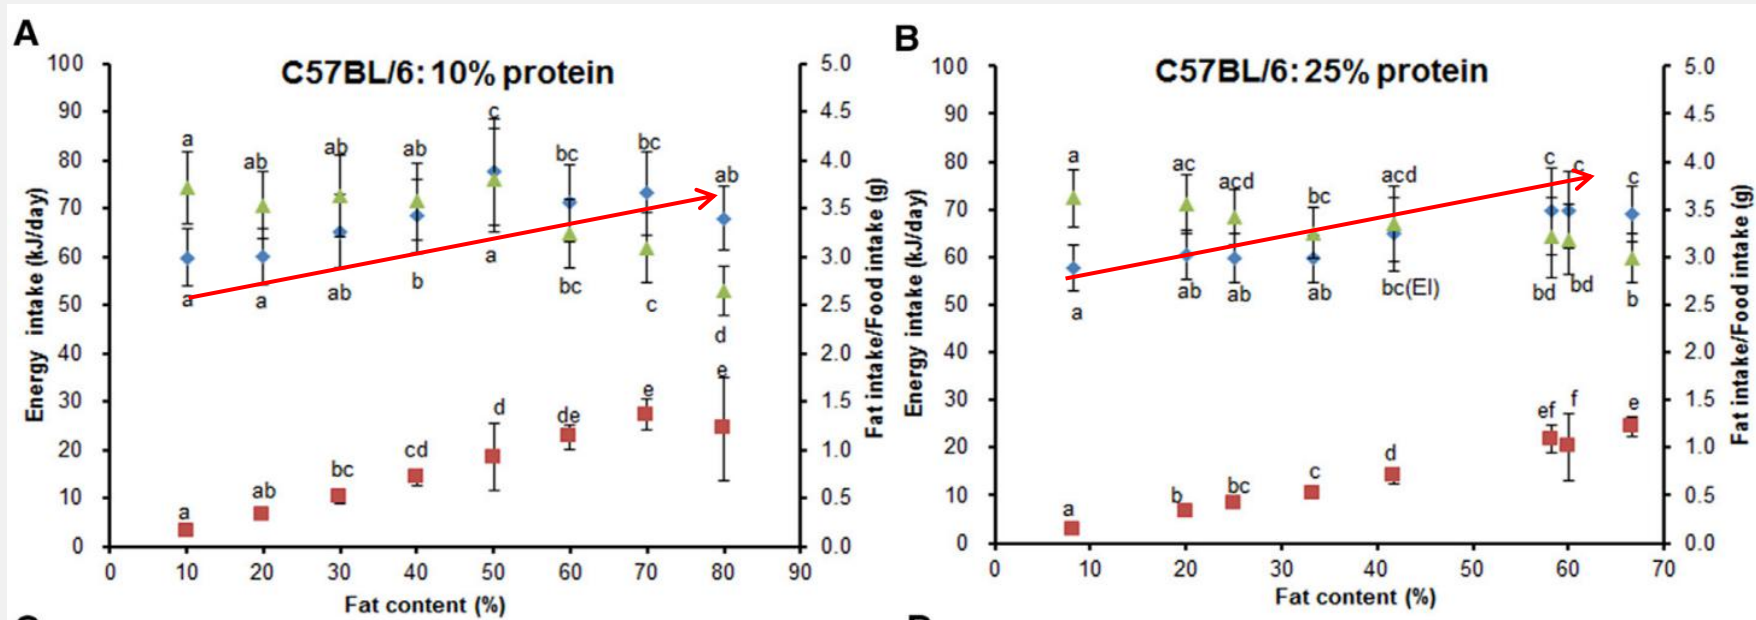 A
C57BL/6: 10% protein
Energy intake (kJ/day)
100
90
80
70
60
50
40
30
20
10
0
5.0
4.5
4.0
3.5
3.0
2.5
2.0
1.5
1.0
0.5
0.0
Fat intake/Food intake (g)
a
ab
ab
ab
c
bc
bc
ab
a
a
ab
b
a
bc
c
d
a
ab
bc
cd
d
de
e
e
0 10 20 30 40 50 60 70 80 90
Fat content (%)
B
C57BL/6: 25% protein
Energy intake (kJ/day)
100
90
80
70
60
50
40
30
20
10
0
5.0
4.5
4.0
3.5
3.0
2.5
2.0
1.5
1.0
0.5
0.0
Fat intake/Food intake (g)
a
ac
acd
bc
acd
c
c
c
a
ab
ab
ab
bc(EI)
bd
bd
b
a
b
bc
c
d
ef
f
e
0 10 20 30 40 50 60 70
Fat content (%)